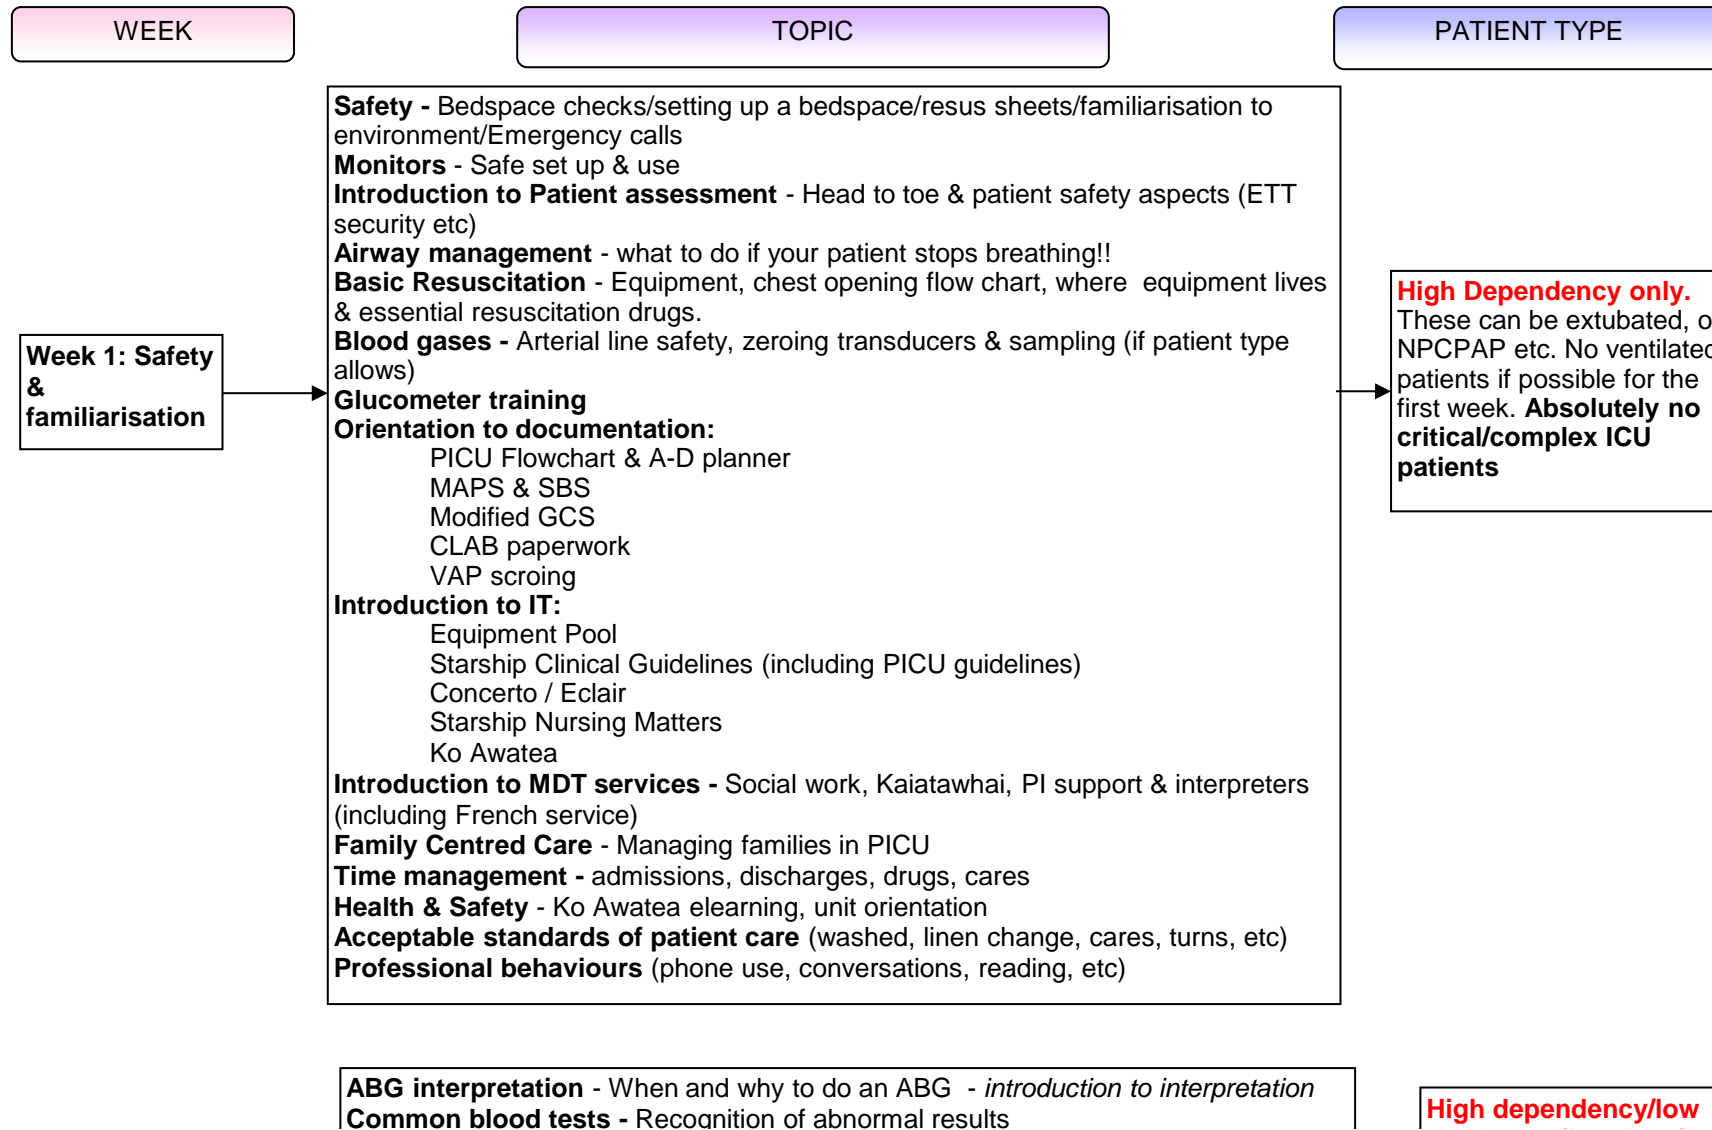 WEEK
TOPIC
PATIENT TYPE
Safety - Bedspace checks/setting up a bedspace/resus sheets/familiarisation to
environment/Emergency calls
Monitors - Safe set up & use
Introduction to Patient assessment - Head to toe & patient safety aspects (ETT
security etc)
Airway management - what to do if your patient stops breathing!!
Basic Resuscitation - Equipment, chest opening flow chart, where equipment lives
& essential resuscitation drugs.
Blood gases - Arterial line safety, zeroing transducers & sampling (if patient type
allows)
Glucometer training
Orientation to documentation:
PICU Flowchart & A-D planner
MAPS & SBS
Modified GCS
CLAB paperwork
VAP scroing
Introduction to IT:
Equipment Pool
Starship Clinical Guidelines (including PICU guidelines)
Concerto / Eclair
Starship Nursing Matters
Ko Awatea
Introduction to MDT services - Social work, Kaiatawhai, PI support & interpreters
(including French service)
Family Centred Care - Managing families in PICU
Time management - admissions, discharges, drugs, cares
Health & Safety - Ko Awatea elearning, unit orientation
Acceptable standards of patient care (washed, linen change, cares, turns, etc)
Professional behaviours (phone use, conversations, reading, etc)
Week 1: Safety
&
familiarisation
High Dependency only.
These can be extubated,
NPCPAP etc. No
patients if possible for the
first week. Absolutely no
critical/complex ICU
patients
ABG interpretation - When and why to do an ABG - introduction to interpretation
Common blood tests - Recognition of abnormal results
High dependency/low